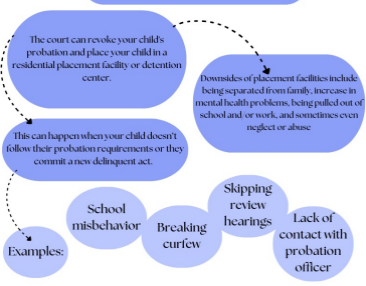 The court can revoke your child's
probation and place your child in a
residential placement facility or detention
center.
Downsides of placement facilities include
being separated from family, increase in
mental health problems, being pulled out of
school and/or work, and sometimes even
neglect or abuse
This can happen when your child doesn't
follow their probation requirements or they
commit a new delinquent act.
Examples:
School
misbehavior
Breaking
curfew
Skipping
review
hearings
Lack of
contact with
probation
officer